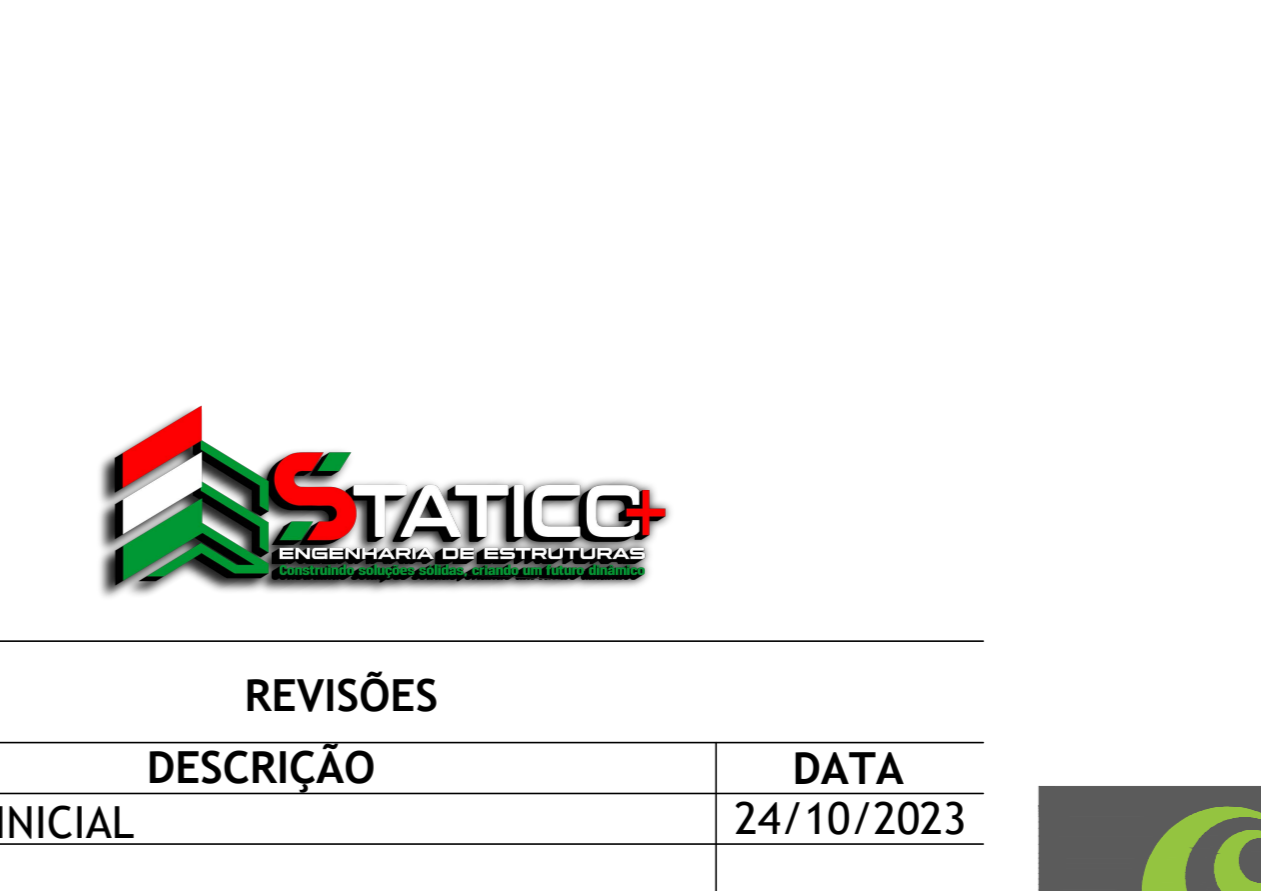 STATICO+
ENGENHARIA DE ESTRUTURAS
Construindo soluções sólidas, criando um futuro dinâmico
REVISÕES
DESCRIÇÃO DATA
INICIAL 24/10/2023